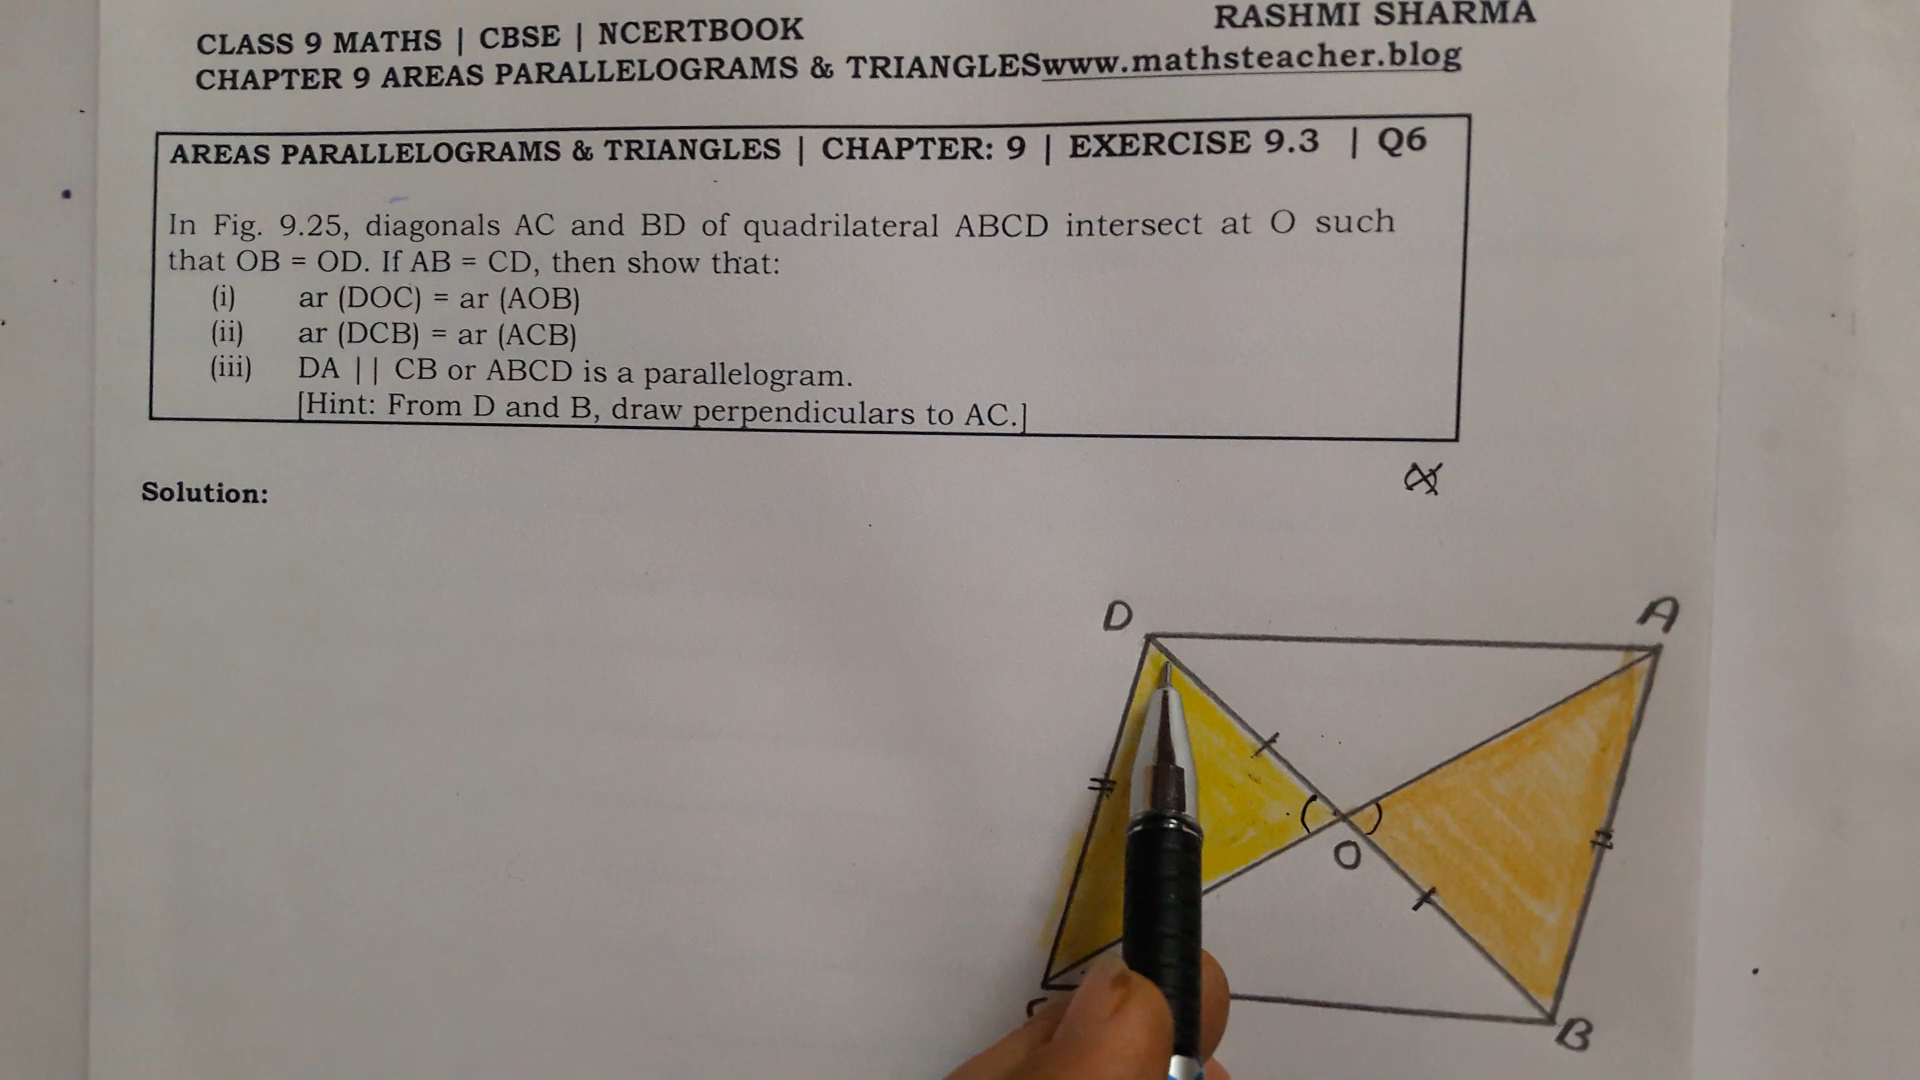 CLASS 9 MATHS | CBSE | NCERTBOOK
RASHMI SHARMA
CHAPTER 9 AREAS PARALLELOGRAMS & TRIANGLES www.mathsteacher.blog
AREAS PARALLELOGRAMS & TRIANGLES | CHAPTER: 9 | EXERCISE 9.3 | Q6
In Fig. 9.25, diagonals AC and BD of quadrilateral ABCD intersect at O such
that OB = OD. If AB = CD, then show that:
(i) ar (DOC) = ar (AOB)
(ii) ar (DCB) = ar (ACB)
(iii) DA || CB or ABCD is a parallelogram.
[Hint: From D and B, draw perpendiculars to AC.]
Solution:
D A
O
C B